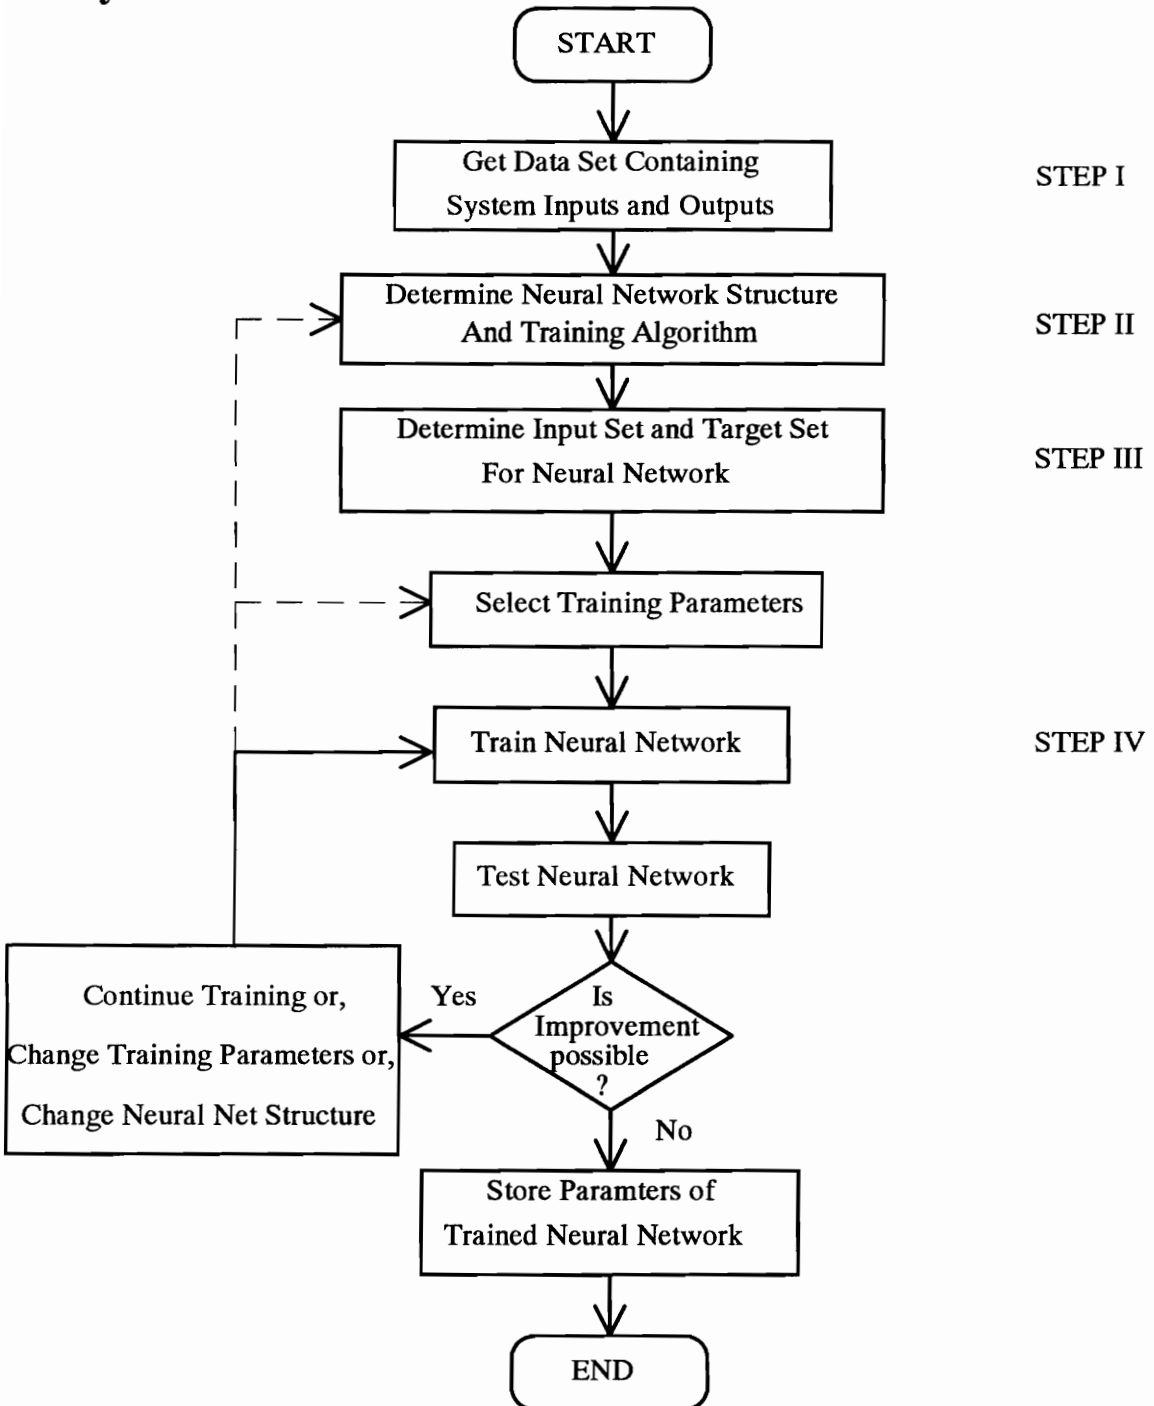 START
Get Data Set Containing
System Inputs and Outputs
STEP I
Determine Neural Network Structure
And Training Algorithm
STEP II
Determine Input Set and Target Set
For Neural Network
STEP III
Select Training Parameters
Train Neural Network
STEP IV
Test Neural Network
Is
Improvement
possible
?
Yes
Continue Training or,
Change Training Parameters or,
Change Neural Net Structure
No
Store Paramters of
Trained Neural Network
END